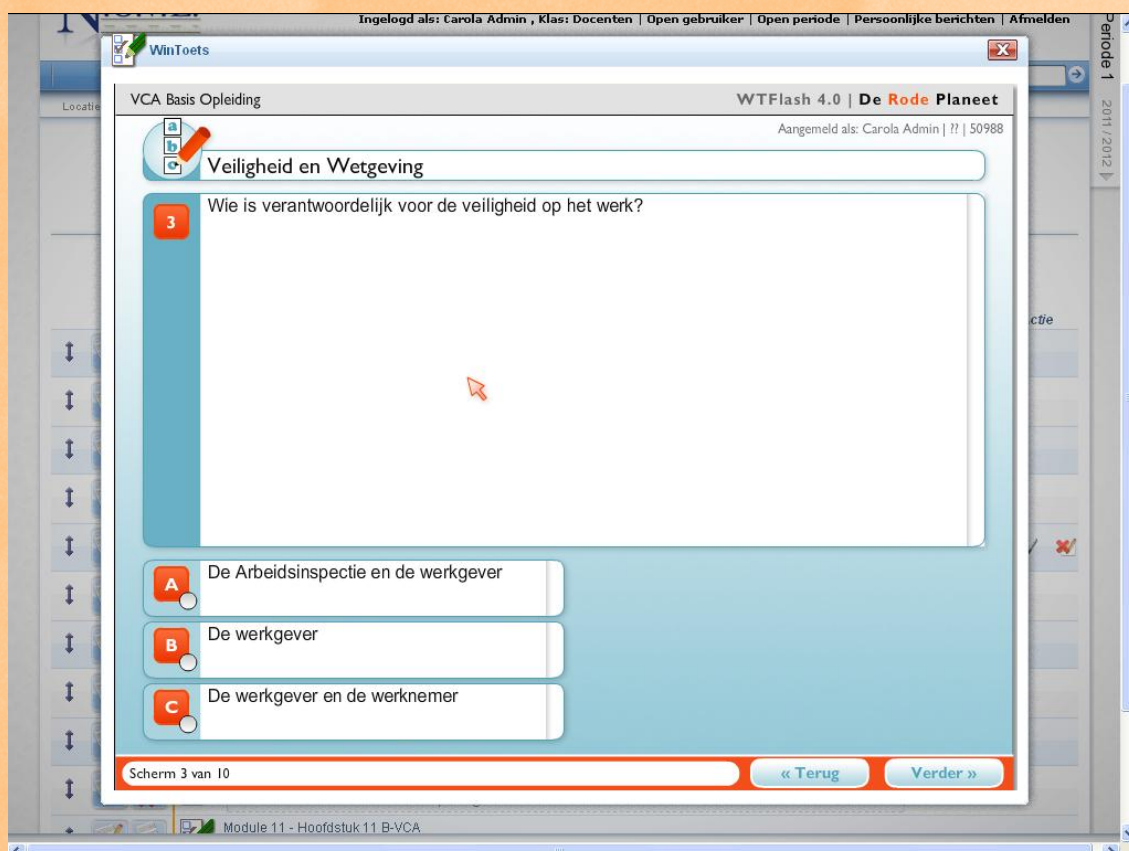 Ingelogd als: Carola Admin , Klas: Docenten | Open gebruiker | Open periode | Persoonlijke berichten | Afmelden
Periode 1 2011 / 2012
WinToets
Locatie
VCA Basis Opleiding
WTFlash 4.0 | De Rode Planeet
Aangemeld als: Carola Admin | ?? | 50988
a
b
c
Veiligheid en Wetgeving
3
Wie is verantwoordelijk voor de veiligheid op het werk?
ctie
A
De Arbeidsinspectie en de werkgever
B
De werkgever
C
De werkgever en de werknemer
Scherm 3 van 10
« Terug
Verder »
Module 11 - Hoofdstuk 11 B-VCA